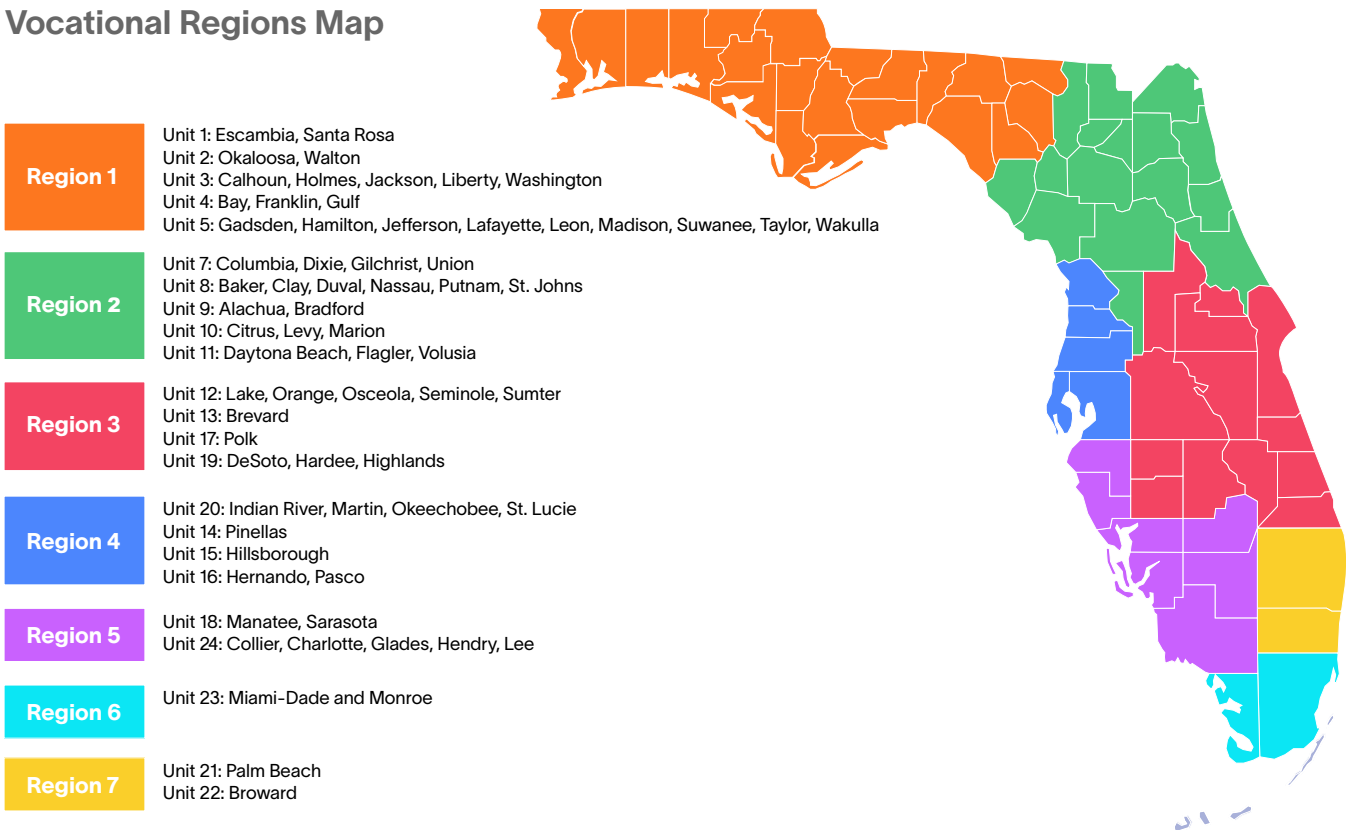 Vocational Regions Map
Region 1
Unit 1: Escambia, Santa Rosa
Unit 2: Okaloosa, Walton
Unit 3: Calhoun, Holmes, Jackson, Liberty, Washington
Unit 4: Bay, Franklin, Gulf
Unit 5: Gadsden, Hamilton, Jefferson, Lafayette, Leon, Madison, Suwanee, Taylor, Wakulla
Region 2
Unit 7: Columbia, Dixie, Gilchrist, Union
Unit 8: Baker, Clay, Duval, Nassau, Putnam, St. Johns
Unit 9: Alachua, Bradford
Unit 10: Citrus, Levy, Marion
Unit 11: Daytona Beach, Flagler, Volusia
Region 3
Unit 12: Lake, Orange, Osceola, Seminole, Sumter
Unit 13: Brevard
Unit 17: Polk
Unit 19: DeSoto, Hardee, Highlands
Region 4
Unit 20: Indian River, Martin, Okeechobee, St. Lucie
Unit 14: Pinellas
Unit 15: Hillsborough
Unit 16: Hernando, Pasco
Region 5
Unit 18: Manatee, Sarasota
Unit 24: Collier, Charlotte, Glades, Hendry, Lee
Region 6
Unit 23: Miami-Dade and Monroe
Region 7
Unit 21: Palm Beach
Unit 22: Broward